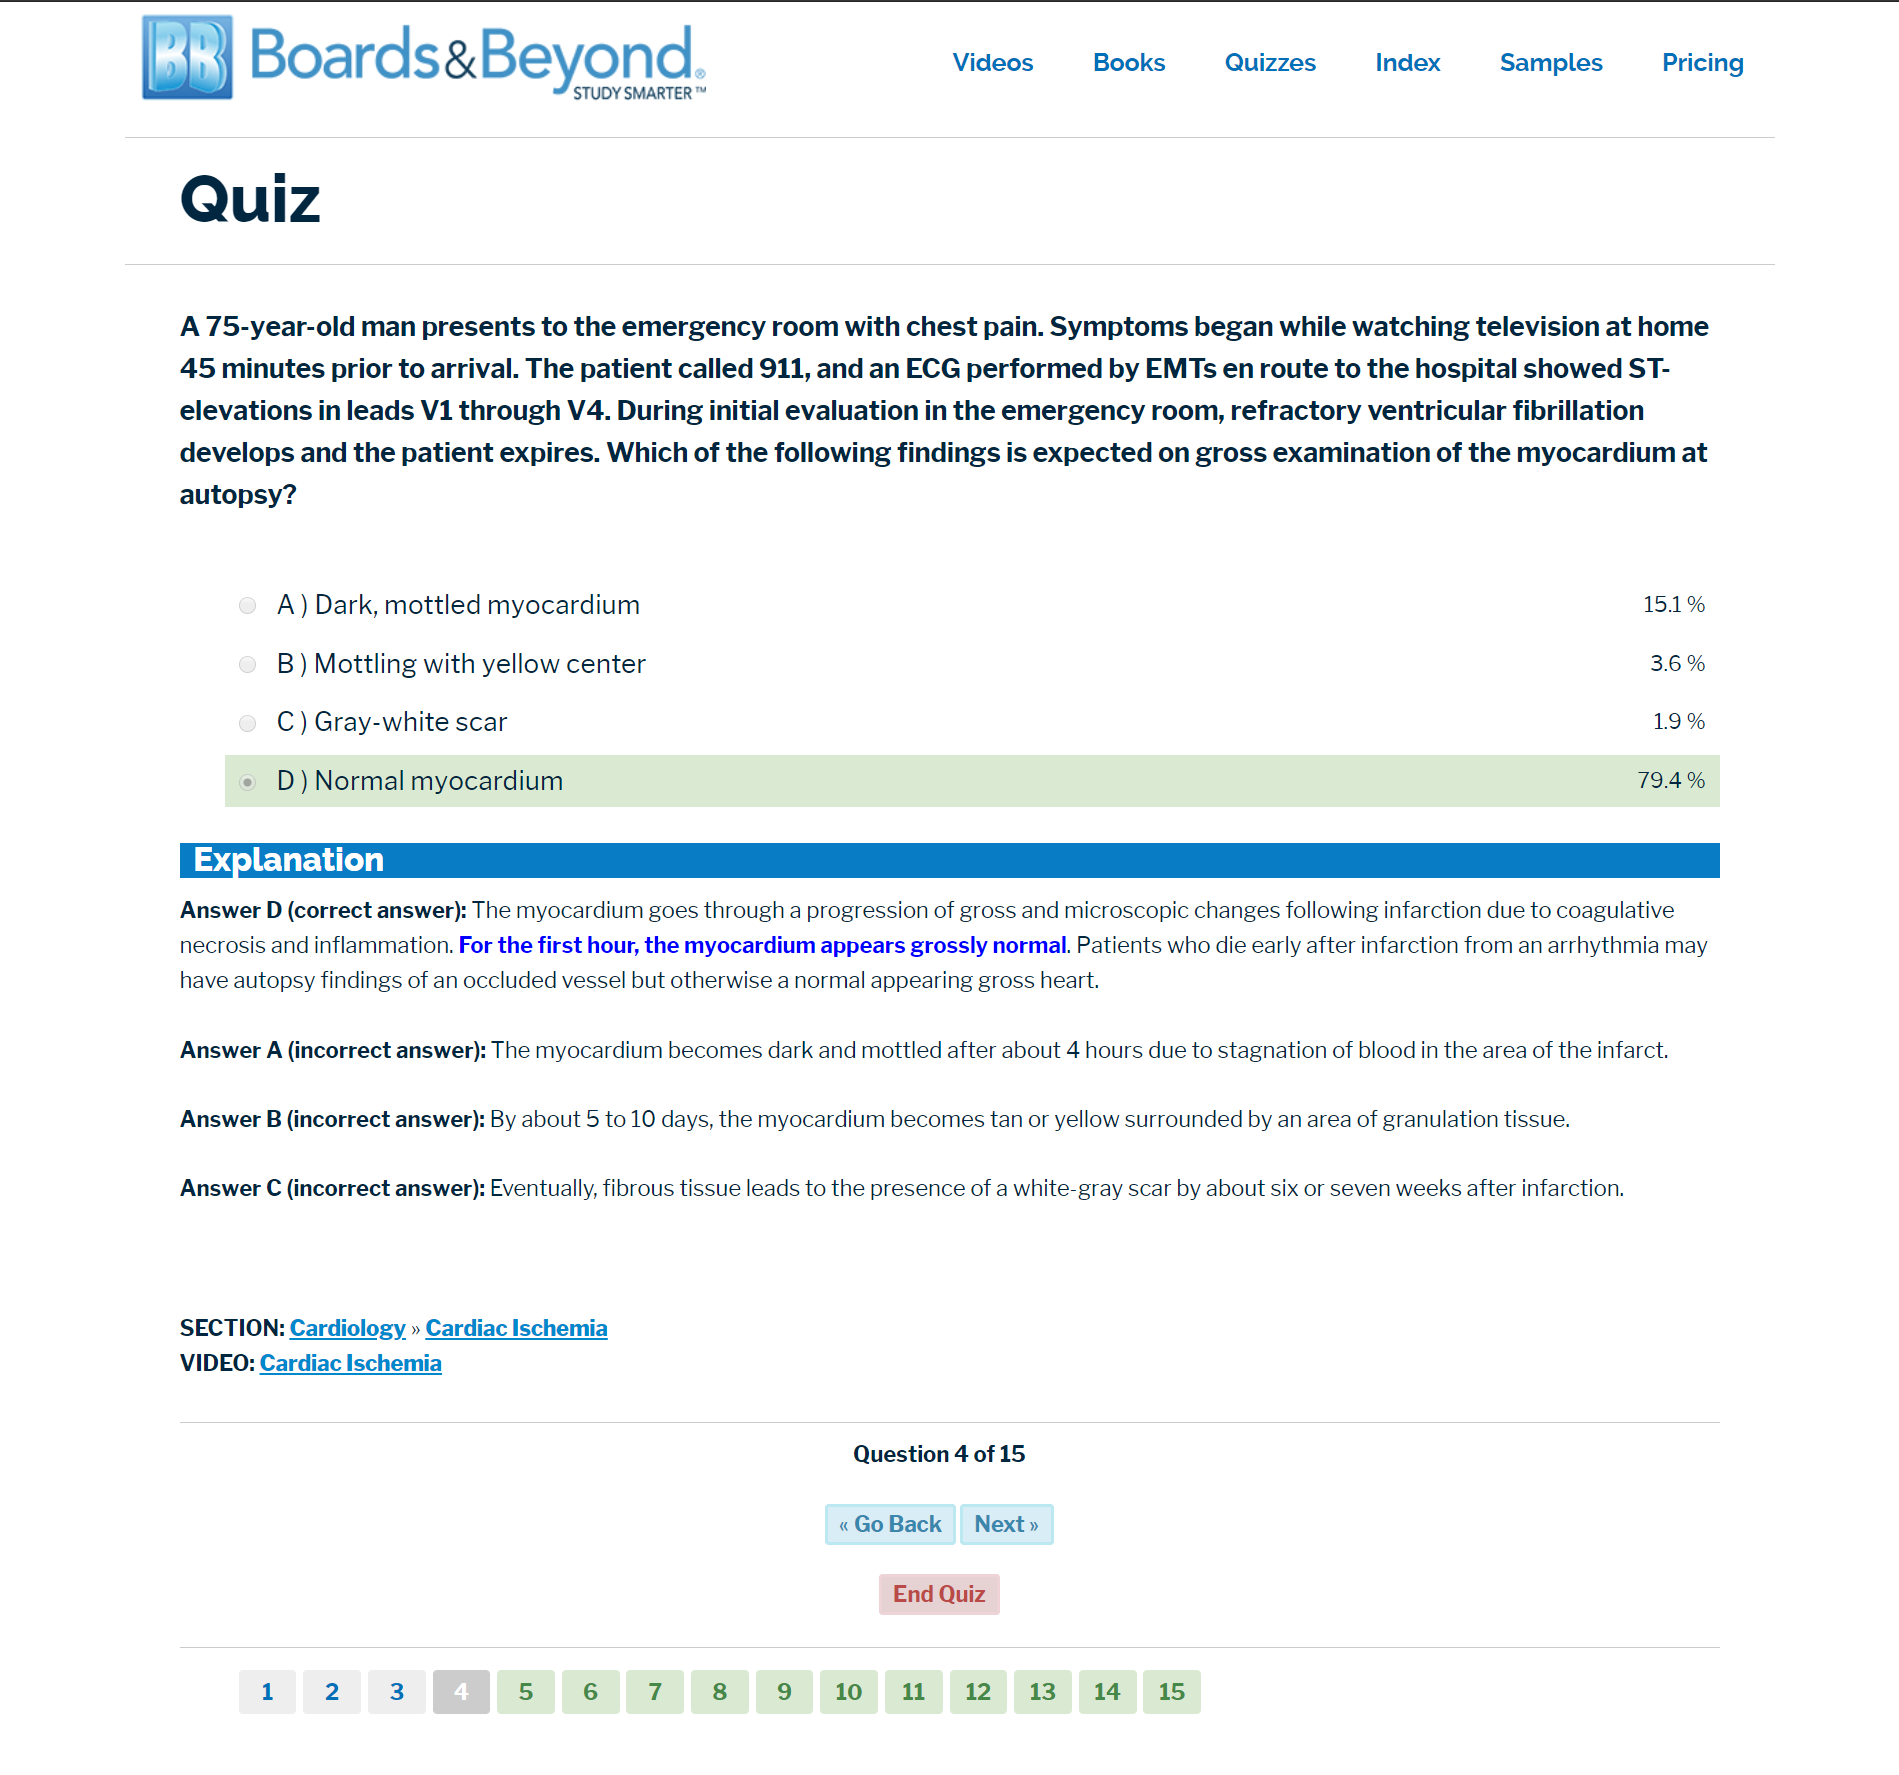 BB Boards&Beyond®
STUDY SMARTER™
Videos Books Quizzes Index Samples Pricing
Quiz
A 75-year-old man presents to the emergency room with chest pain. Symptoms began while watching television at home
45 minutes prior to arrival. The patient called 911, and an ECG performed by EMTs en route to the hospital showed ST-
elevations in leads V1 through V4. During initial evaluation in the emergency room, refractory ventricular fibrillation
develops and the patient expires. Which of the following findings is expected on gross examination of the myocardium at
autopsy?
A ) Dark, mottled myocardium 15.1 %
B ) Mottling with yellow center 3.6 %
C ) Gray-white scar 1.9 %
D ) Normal myocardium 79.4 %
Explanation
Answer D (correct answer): The myocardium goes through a progression of gross and microscopic changes following infarction due to coagulative
necrosis and inflammation. For the first hour, the myocardium appears grossly normal. Patients who die early after infarction from an arrhythmia may
have autopsy findings of an occluded vessel but otherwise a normal appearing gross heart.
Answer A (incorrect answer): The myocardium becomes dark and mottled after about 4 hours due to stagnation of blood in the area of the infarct.
Answer B (incorrect answer): By about 5 to 10 days, the myocardium becomes tan or yellow surrounded by an area of granulation tissue.
Answer C (incorrect answer): Eventually, fibrous tissue leads to the presence of a white-gray scar by about six or seven weeks after infarction.
SECTION: Cardiology » Cardiac Ischemia
VIDEO: Cardiac Ischemia
Question 4 of 15
« Go Back Next »
End Quiz
1 2 3 4 5 6 7 8 9 10 11 12 13 14 15